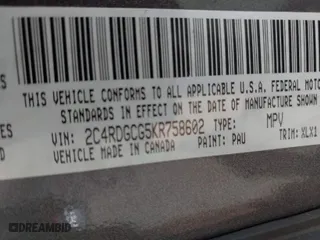 THIS VEHICLE CONFORMS TO ALL APPLICABLE U.S.A. FEDERAL MOTOR
STANDARDS IN EFFECT ON THE DATE OF MANUFACTURE SHOWN
VIN: 2C4RDGCG5KR758602 TYPE: MPV
VEHICLE MADE IN CANADA PAINT: PAU TRIM: XLX1